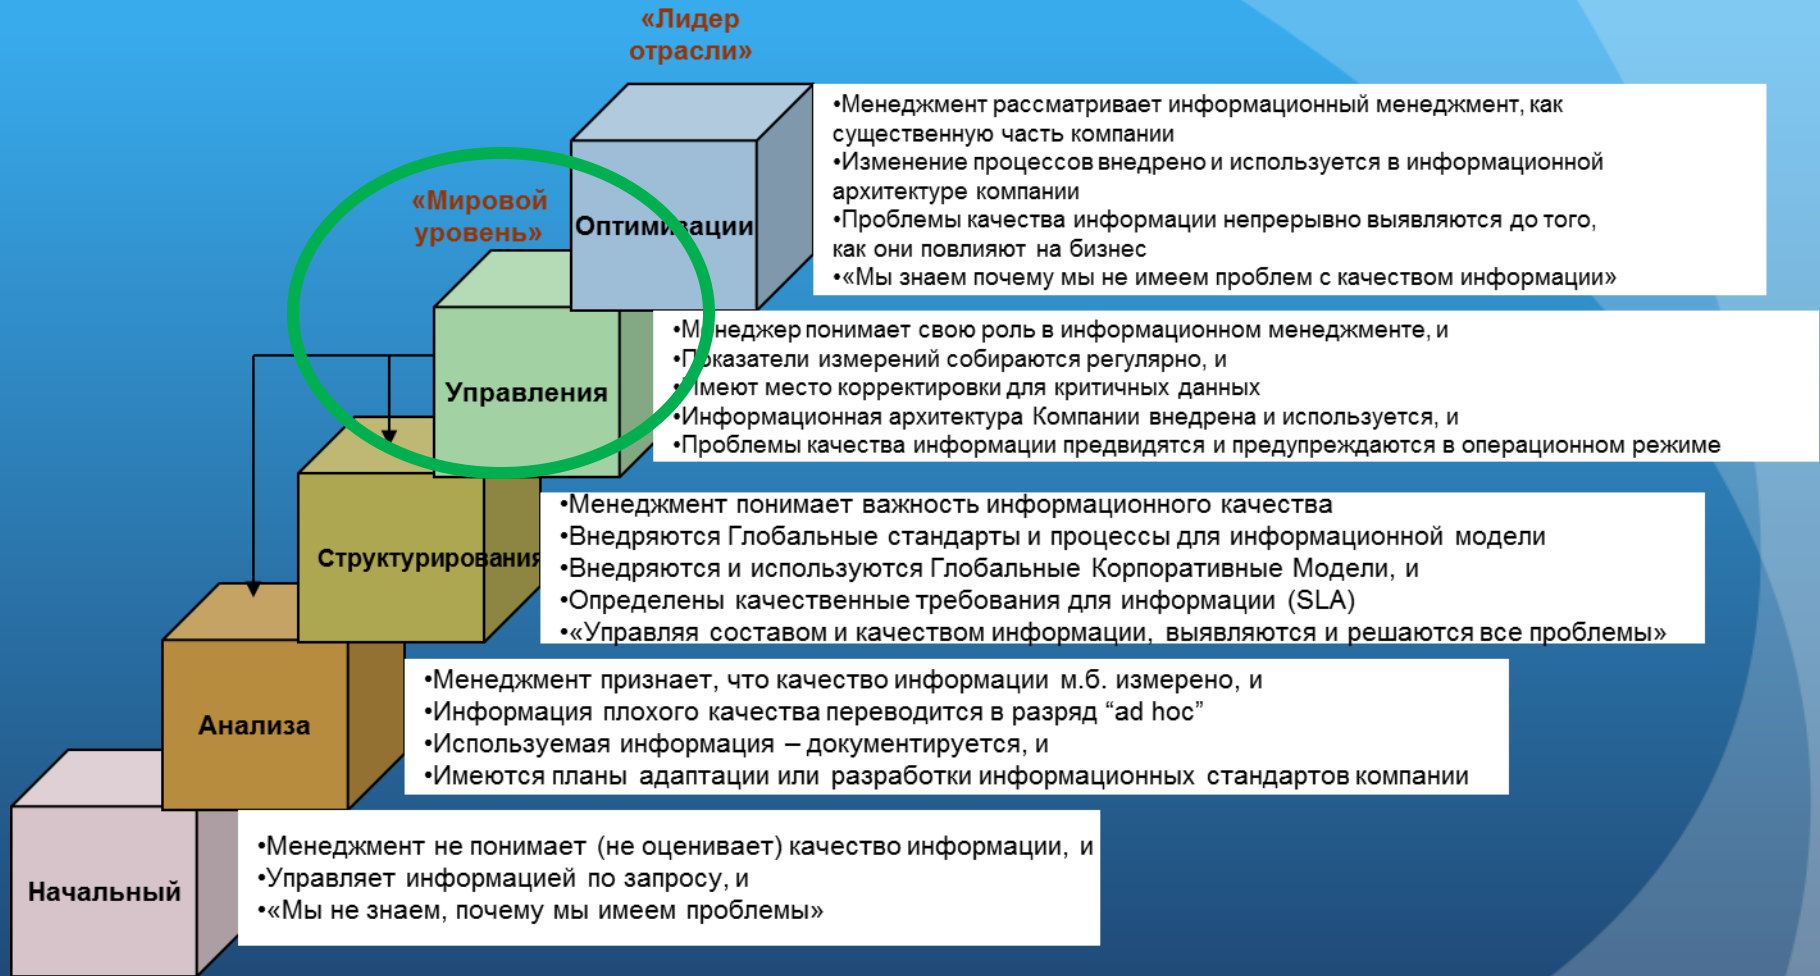 «Лидер
отрасли»
•Менеджмент рассматривает информационный менеджмент, как
существенную часть компании
•Изменение процессов внедрено и используется в информационной
архитектуре компании
•Проблемы качества информации непрерывно выявляются до того,
как они повлияют на бизнес
•«Мы знаем почему мы не имеем проблем с качеством информации»
Оптимизации
«Мировой
уровень»
•Менеджер понимает свою роль в информационном менеджменте, и
•Показатели измерений собираются регулярно, и
•Имеют место корректировки для критичных данных
•Информационная архитектура Компании внедрена и используется, и
•Проблемы качества информации предвидятся и предупреждаются в операционном режиме
Управления
•Менеджмент понимает важность информационного качества
•Внедряются Глобальные стандарты и процессы для информационной модели
•Внедряются и используются Глобальные Корпоративные Модели, и
•Определены качественные требования для информации (SLA)
•«Управляя составом и качеством информации, выявляются и решаются все проблемы»
Структурирования
•Менеджмент признает, что качество информации м.б. измерено, и
•Информация плохого качества переводится в разряд “ad hoc”
•Используемая информация – документируется, и
•Имеются планы адаптации или разработки информационных стандартов компании
Анализа
•Менеджмент не понимает (не оценивает) качество информации, и
•Управляет информацией по запросу, и
•«Мы не знаем, почему мы имеем проблемы»
Начальный